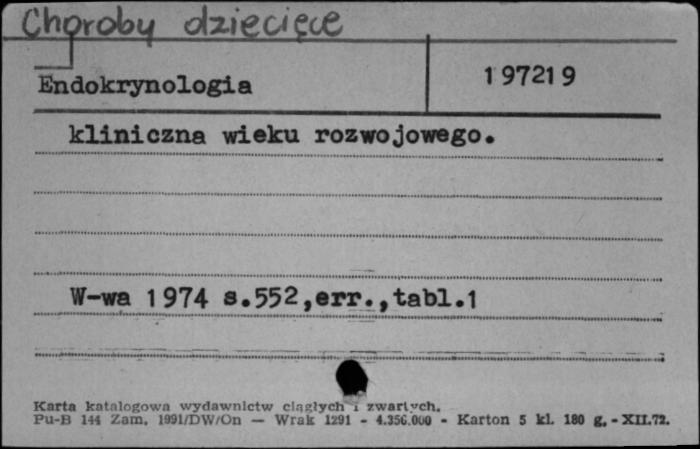 Choroby dziecięce
Endokrynologia
197219
kliniczna wieku rozwojowego.
W-wa 1974 s.552,err.,tabl.1
Karta katalogowa wydawnictw ciągłych i zwartych.
Pu-B 144 Zam. 1991/DW/On — Wrak 1291 - 4.356.000 - Karton 5 kl. 180 g. - XII.72.